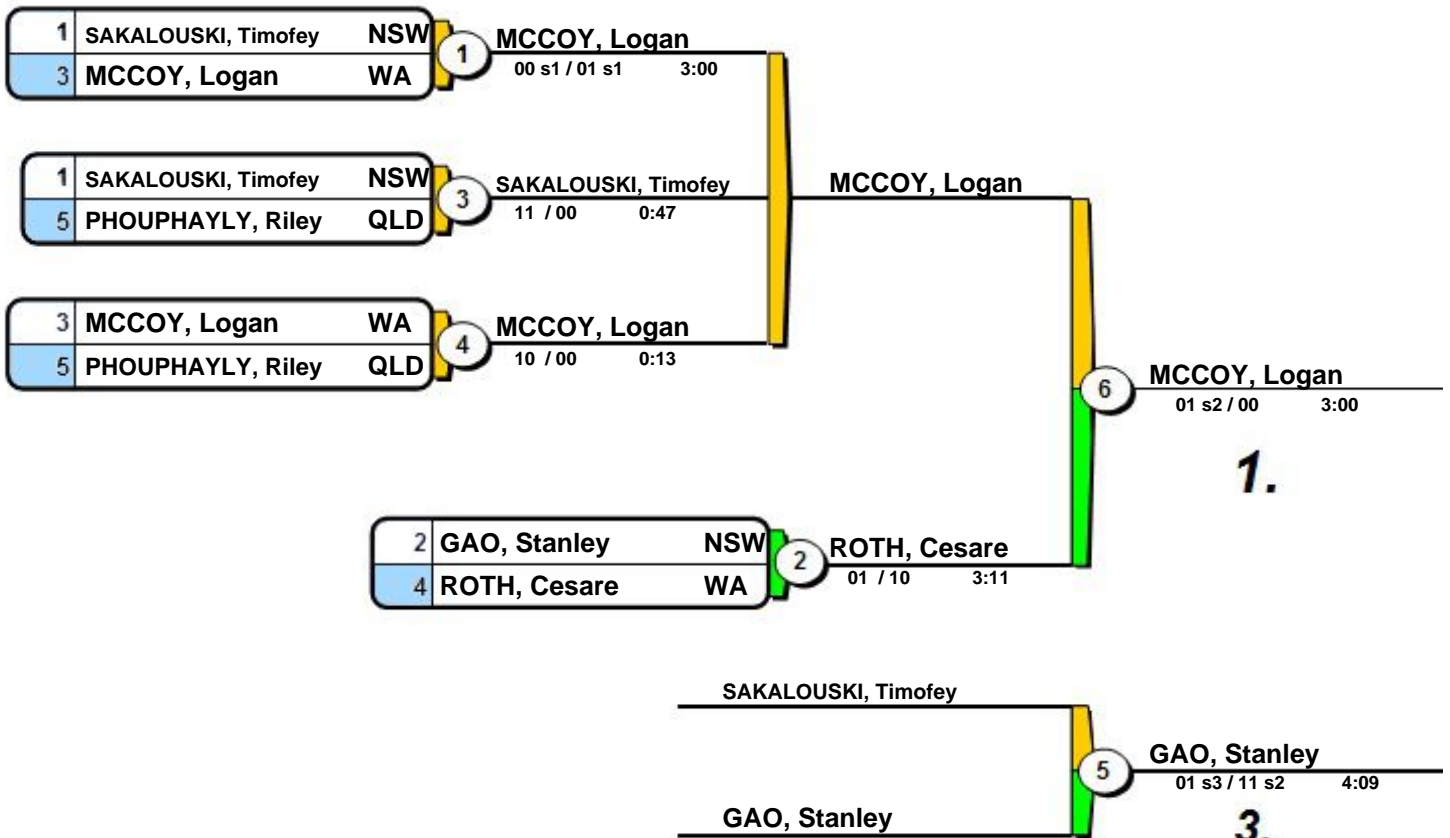 1 SAKALOUSKI, Timofey NSW
3 MCCOY, Logan WA
1
MCCOY, Logan
00 s1 / 01 s1 3:00
1 SAKALOUSKI, Timofey NSW
5 PHOUPHAYLY, Riley QLD
3
SAKALOUSKI, Timofey
11 / 00 0:47
MCCOY, Logan
3 MCCOY, Logan WA
5 PHOUPHAYLY, Riley QLD
4
MCCOY, Logan
10 / 00 0:13
6
MCCOY, Logan
01 s2 / 00 3:00
1.
2 GAO, Stanley NSW
4 ROTH, Cesare WA
2
ROTH, Cesare
01 / 10 3:11
SAKALOUSKI, Timofey
GAO, Stanley
5
GAO, Stanley
01 s3 / 11 s2 4:09
3.